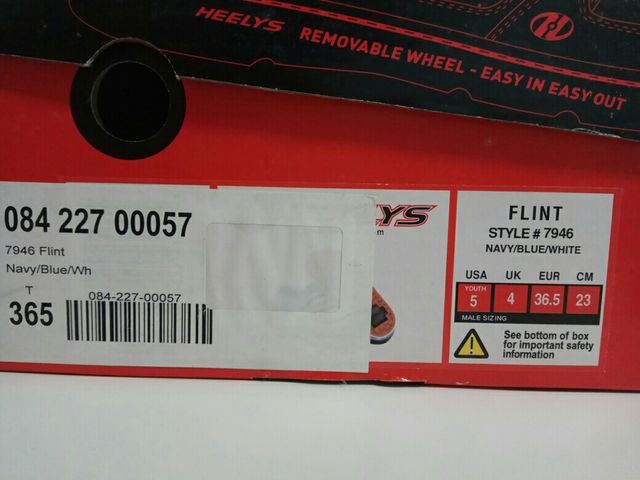 HEELYS REMOVABLE WHEEL - EASY IN EASY OUT
084 227 00057
7946 Flint
Navy/Blue/Wh
T
365
084-227-00057
LYS
m
FLINT
STYLE # 7946
NAVY/BLUE/WHITE
USA UK EUR CM
YOUTH
5 4 36.5 23
MALE SIZING
See bottom of box
for important safety
information